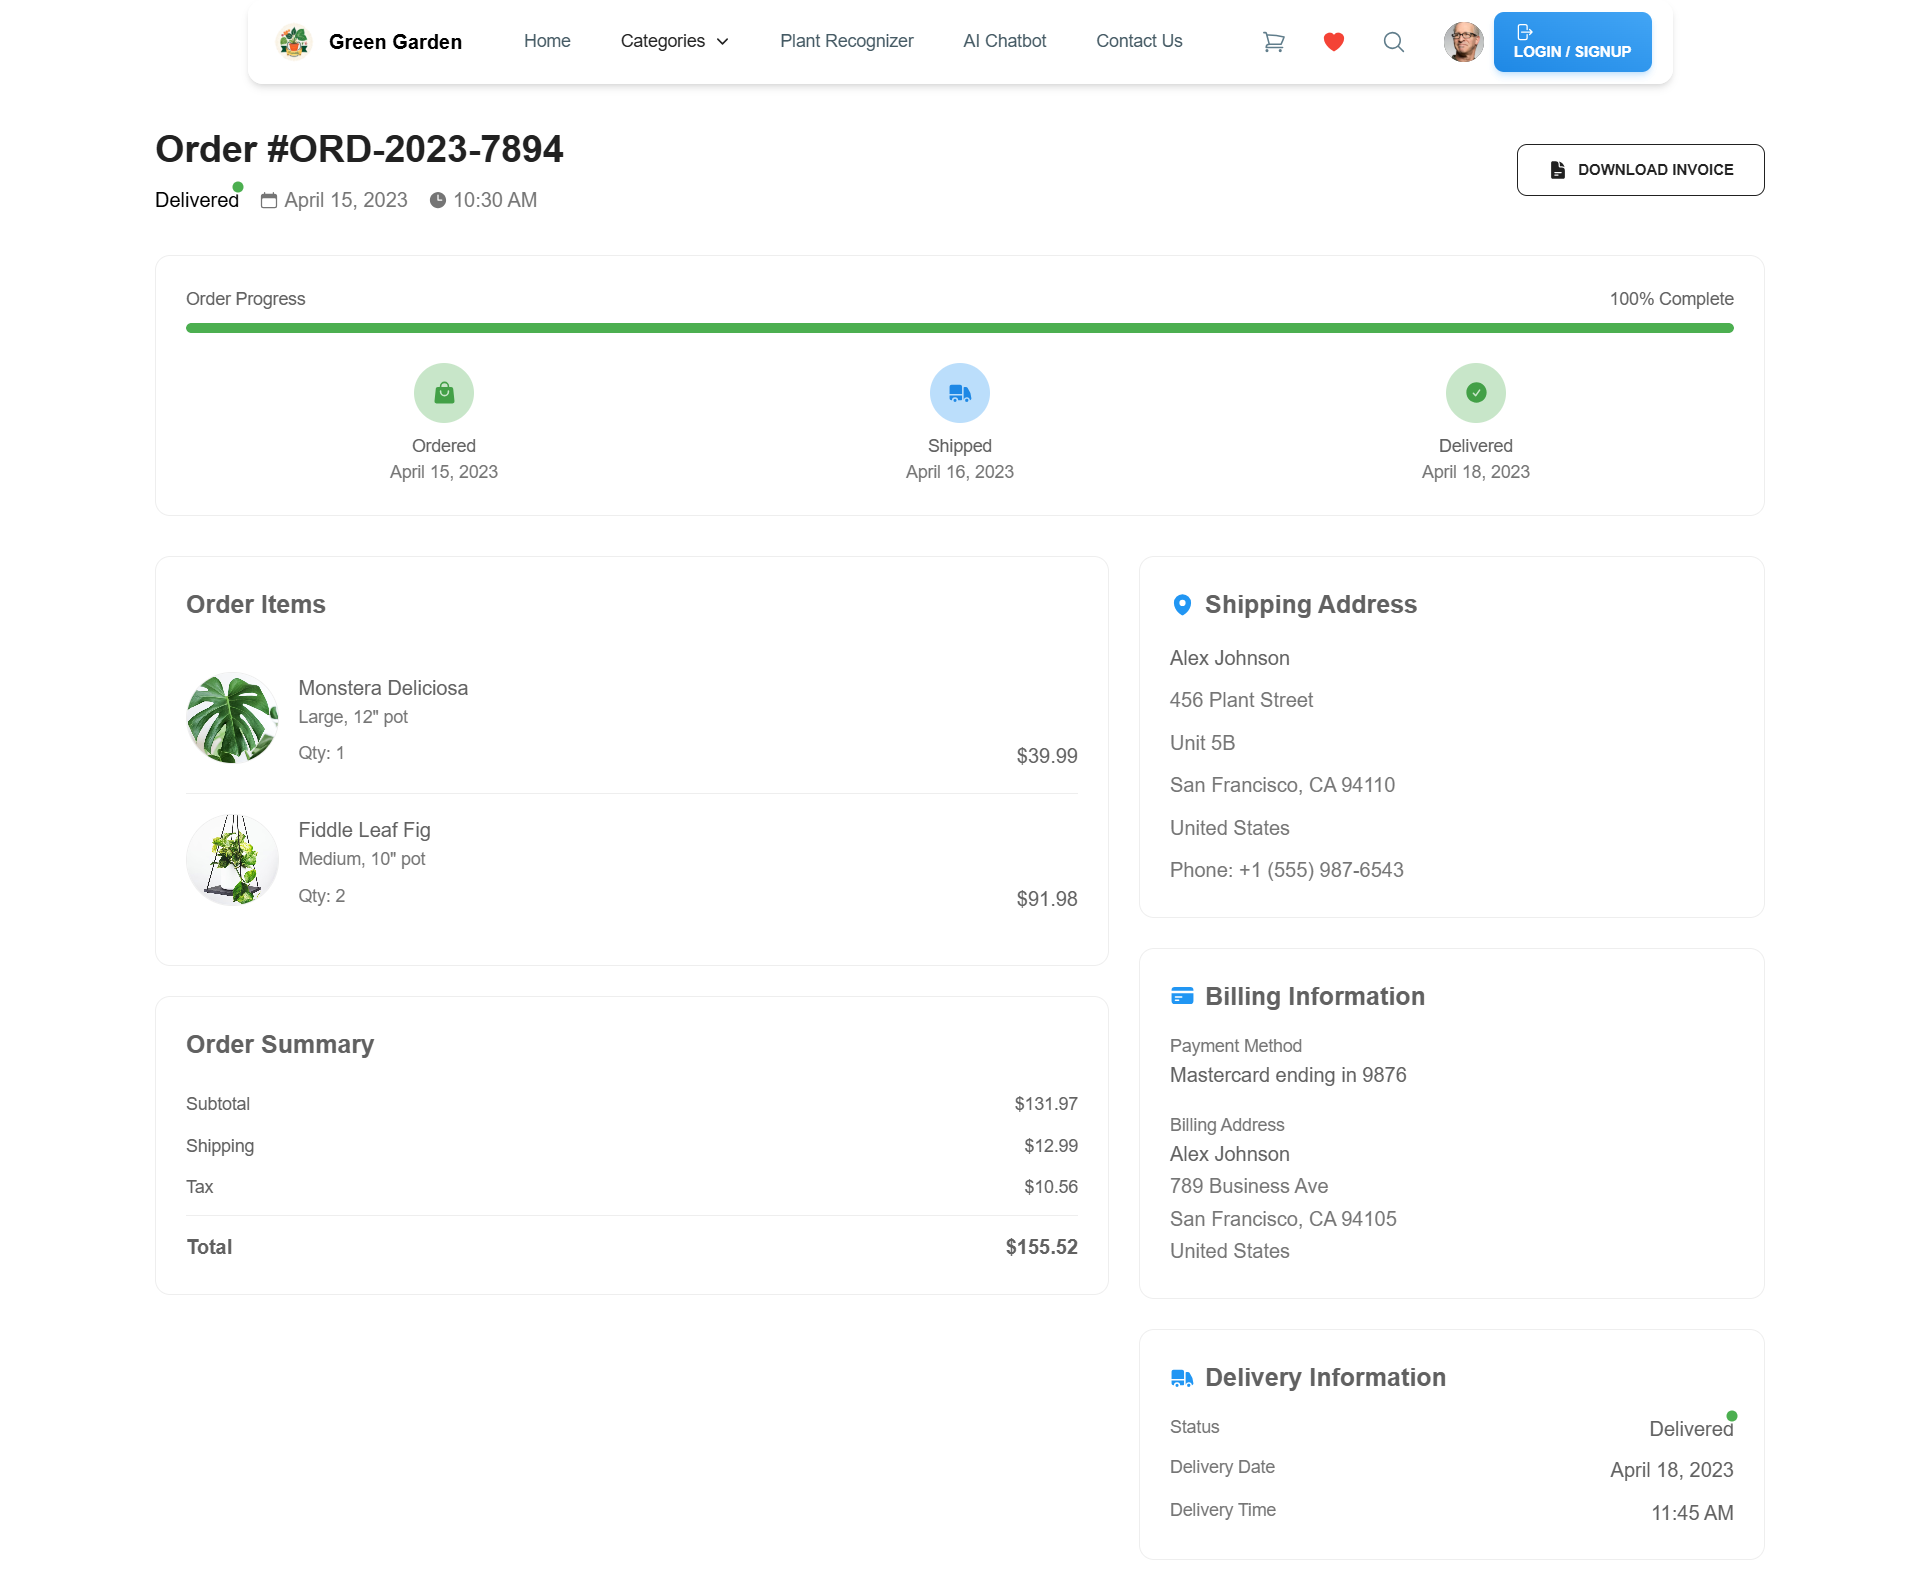 Green Garden
Home
Categories
Plant Recognizer
AI Chatbot
Contact Us
LOGIN / SIGNUP
Order #ORD-2023-7894
Delivered
April 15, 2023
10:30 AM
DOWNLOAD INVOICE
Order Progress
100% Complete
Ordered
April 15, 2023
Shipped
April 16, 2023
Delivered
April 18, 2023
Order Items
Monstera Deliciosa
Large, 12" pot
Qty: 1
$39.99
Fiddle Leaf Fig
Medium, 10" pot
Qty: 2
$91.98
Order Summary
Subtotal
$131.97
Shipping
$12.99
Tax
$10.56
Total
$155.52
Shipping Address
Alex Johnson
456 Plant Street
Unit 5B
San Francisco, CA 94110
United States
Phone: +1 (555) 987-6543
Billing Information
Payment Method
Mastercard ending in 9876
Billing Address
Alex Johnson
789 Business Ave
San Francisco, CA 94105
United States
Delivery Information
Status
Delivered
Delivery Date
April 18, 2023
Delivery Time
11:45 AM